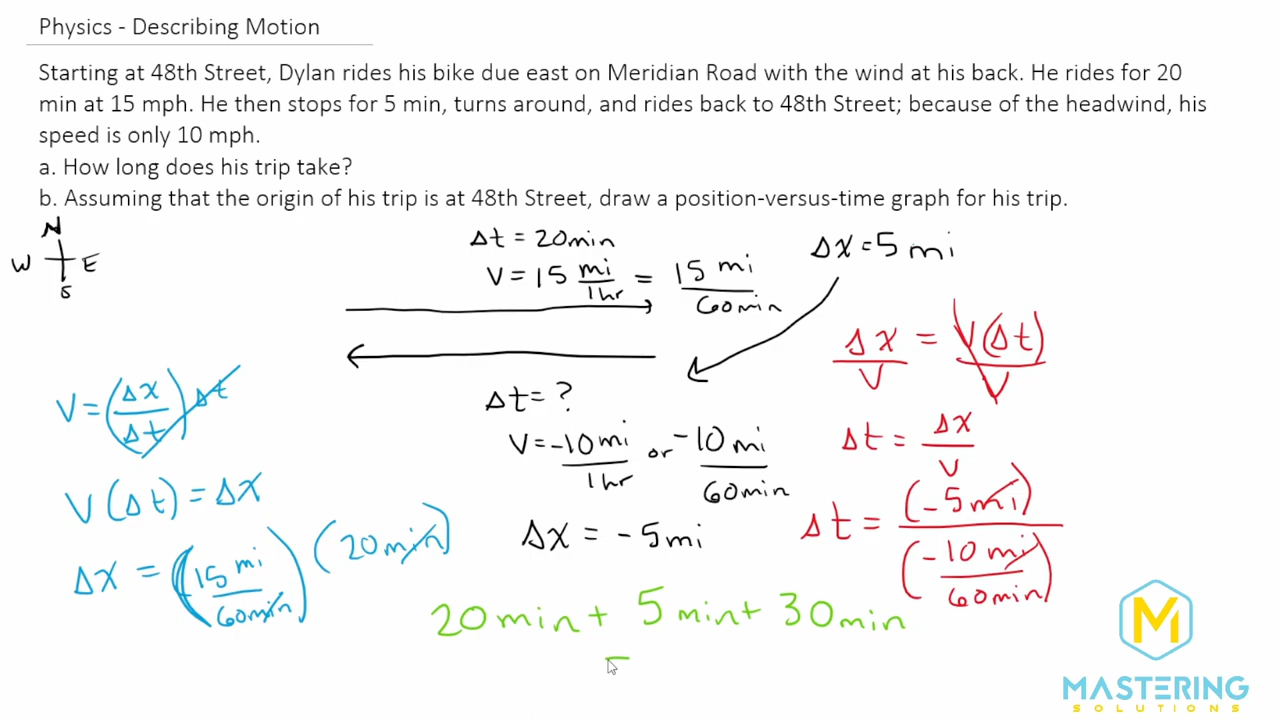 Physics - Describing Motion
Starting at 48th Street, Dylan rides his bike due east on Meridian Road with the wind at his back. He rides for 20
min at 15 mph. He then stops for 5 min, turns around, and rides back to 48th Street; because of the headwind, his
speed is only 10 mph.
a. How long does his trip take?
b. Assuming that the origin of his trip is at 48th Street, draw a position-versus-time graph for his trip.
N
W E
S
Δt = 20min
V = 15 mi/1hr = 15 mi/60min
Δx = 5 mi
Δt = ?
V = -10mi/1hr or -10mi/60min
Δx = -5mi
V = (Δx/Δt) Δt
V (Δt) = Δx
Δx = (15 mi/60min) (20min)
Δx/V = V(Δt)/V
Δt = Δx/V
Δt = (-5mi)/(-10mi/60min)
20min + 5min + 30min
M
MASTERING
SOLUTIONS